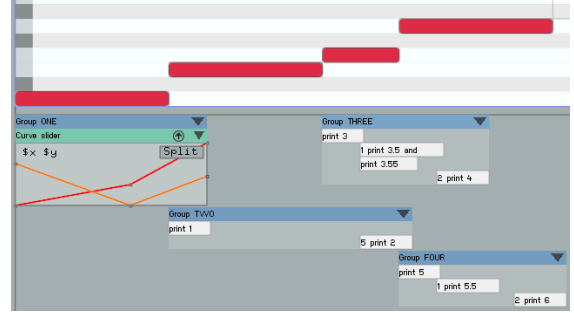 Group ONE
Curve slider
$x $y
Split
Group THREE
print 3
1 print 3.5 and
print 3.55
2 print 4
Group TWO
print 1
5 print 2
Group FOUR
print 5
1 print 5.5
2 print 6